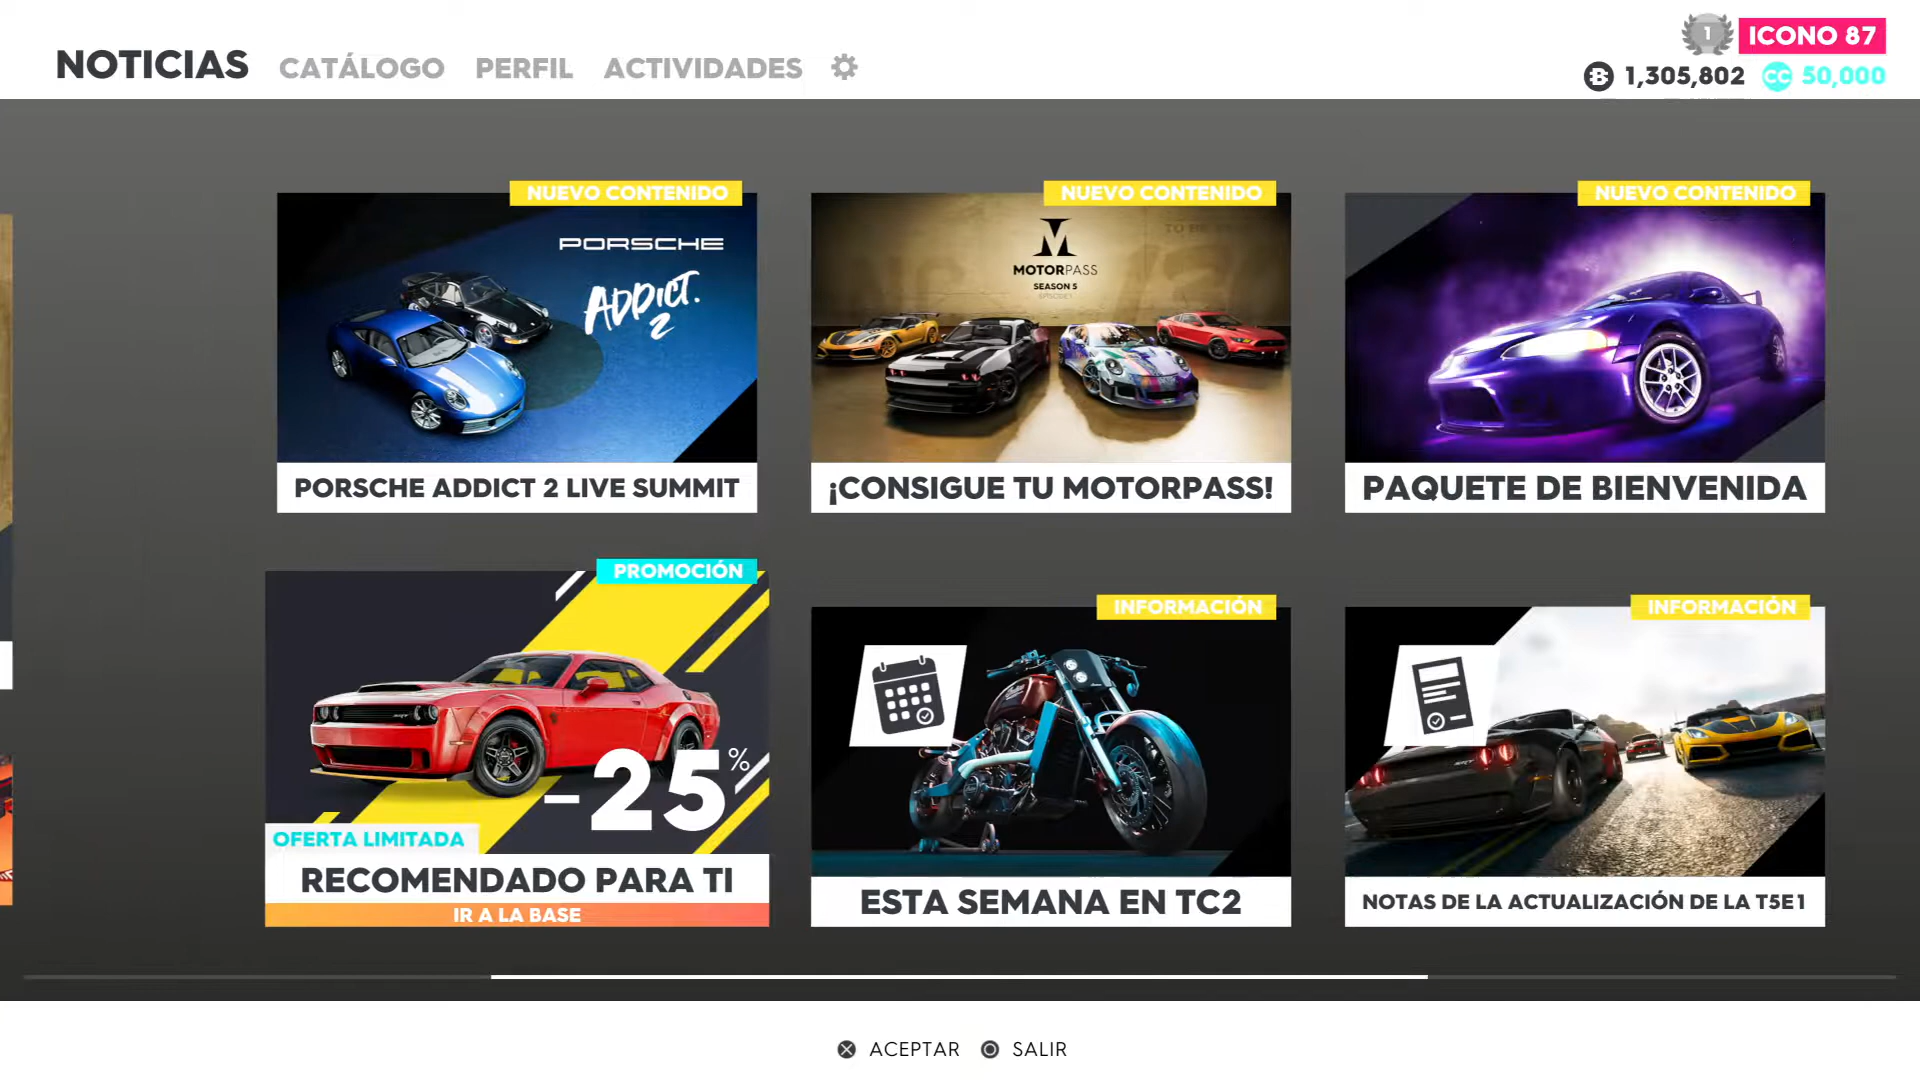 NOTICIAS CATÁLOGO PERFIL ACTIVIDADES
1 ICONO 87
1,305,802 CC 50,000
NUEVO CONTENIDO
PORSCHE
ADDICT.
2
PORSCHE ADDICT 2 LIVE SUMMIT
NUEVO CONTENIDO
MOTORPASS
SEASON 5
EPISODE 1
¡CONSIGUE TU MOTORPASS!
NUEVO CONTENIDO
PAQUETE DE BIENVENIDA
PROMOCIÓN
-25%
OFERTA LIMITADA
RECOMENDADO PARA TI
IR A LA BASE
INFORMACIÓN
ESTA SEMANA EN TC2
INFORMACIÓN
NOTAS DE LA ACTUALIZACIÓN DE LA T5E1
ACEPTAR SALIR